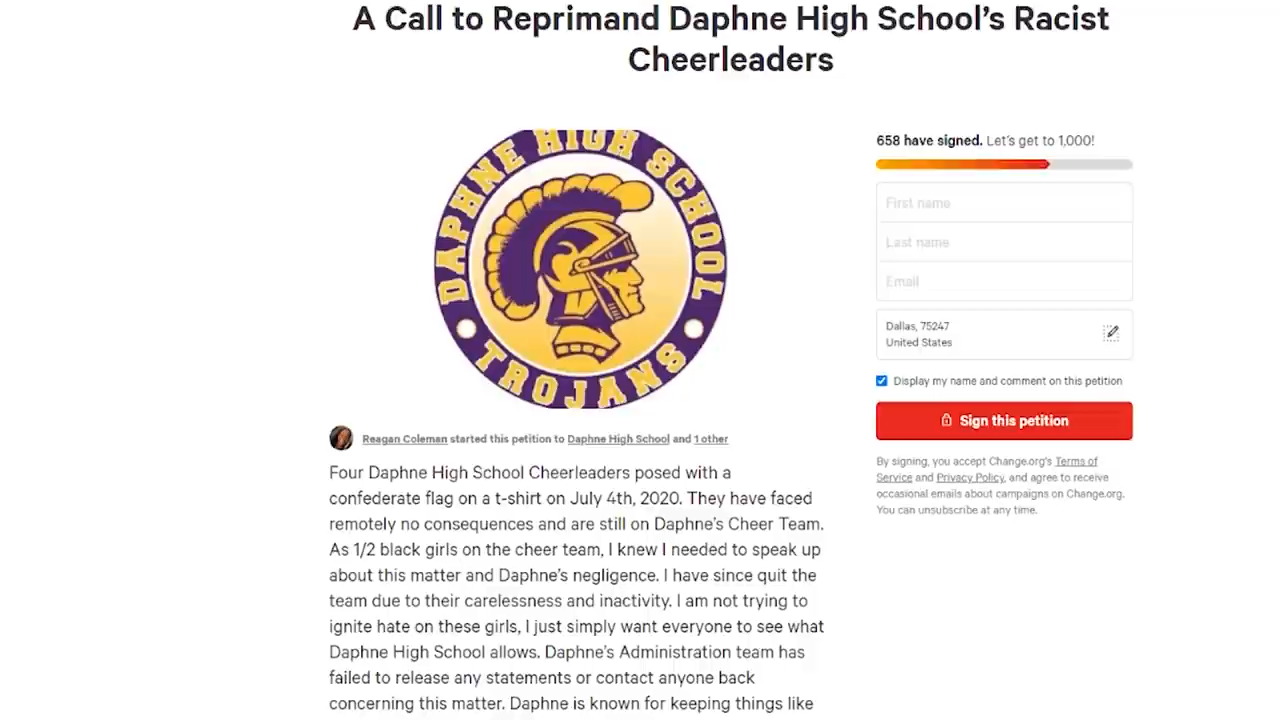 A Call to Reprimand Daphne High School's Racist
Cheerleaders
DAPHNE HIGH SCHOOL
TROJANS
658 have signed. Let's get to 1,000!
First name
Last name
Email
Dallas, 75247
United States
Display my name and comment on this petition
Sign this petition
By signing, you accept Change.org's Terms of
Service and Privacy Policy, and agree to receive
occasional emails about campaigns on Change.org.
You can unsubscribe at any time.
Reagan Coleman started this petition to Daphne High School and 1 other
Four Daphne High School Cheerleaders posed with a
confederate flag on a t-shirt on July 4th, 2020. They have faced
remotely no consequences and are still on Daphne's Cheer Team.
As 1/2 black girls on the cheer team, I knew I needed to speak up
about this matter and Daphne's negligence. I have since quit the
team due to their carelessness and inactivity. I am not trying to
ignite hate on these girls, I just simply want everyone to see what
Daphne High School allows. Daphne's Administration team has
failed to release any statements or contact anyone back
concerning this matter. Daphne is known for keeping things like